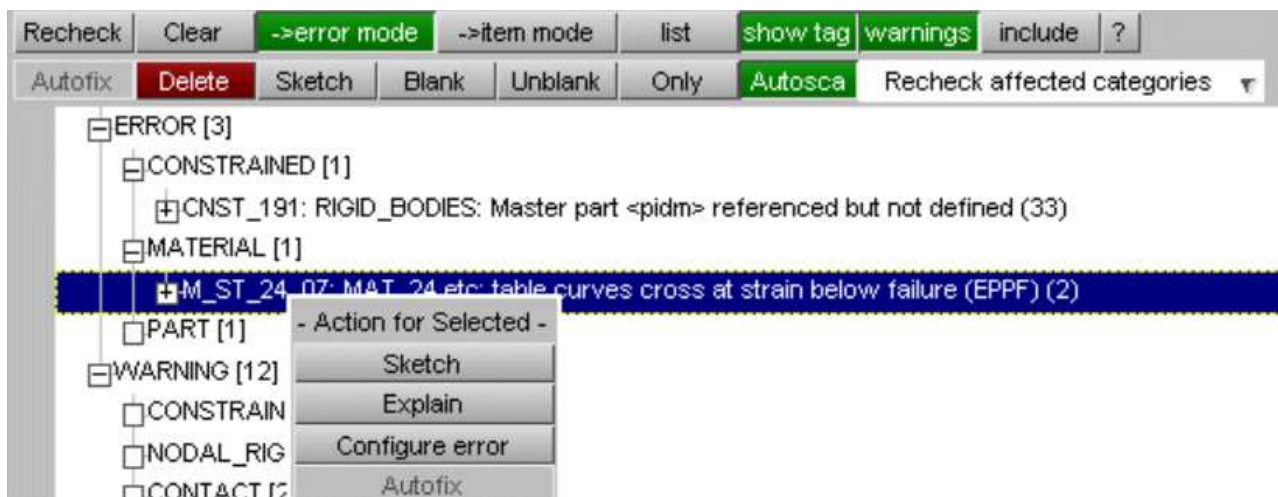 Recheck Clear ->error mode ->item mode list show tag warnings include ?
Autofix Delete Sketch Blank Unblank Only Autosca Recheck affected categories
ERROR [3]
CONSTRAINED [1]
CNST_191: RIGID_BODIES: Master part <pidm> referenced but not defined (33)
MATERIAL [1]
M_ST_24_07: MAT_24 etc: table curves cross at strain below failure (EPPF) (2)
- Action for Selected -
PART [1]
Sketch
WARNING [12]
Explain
CONSTRAIN
Configure error
NODAL_RIG
Autofix
CONTACT [2